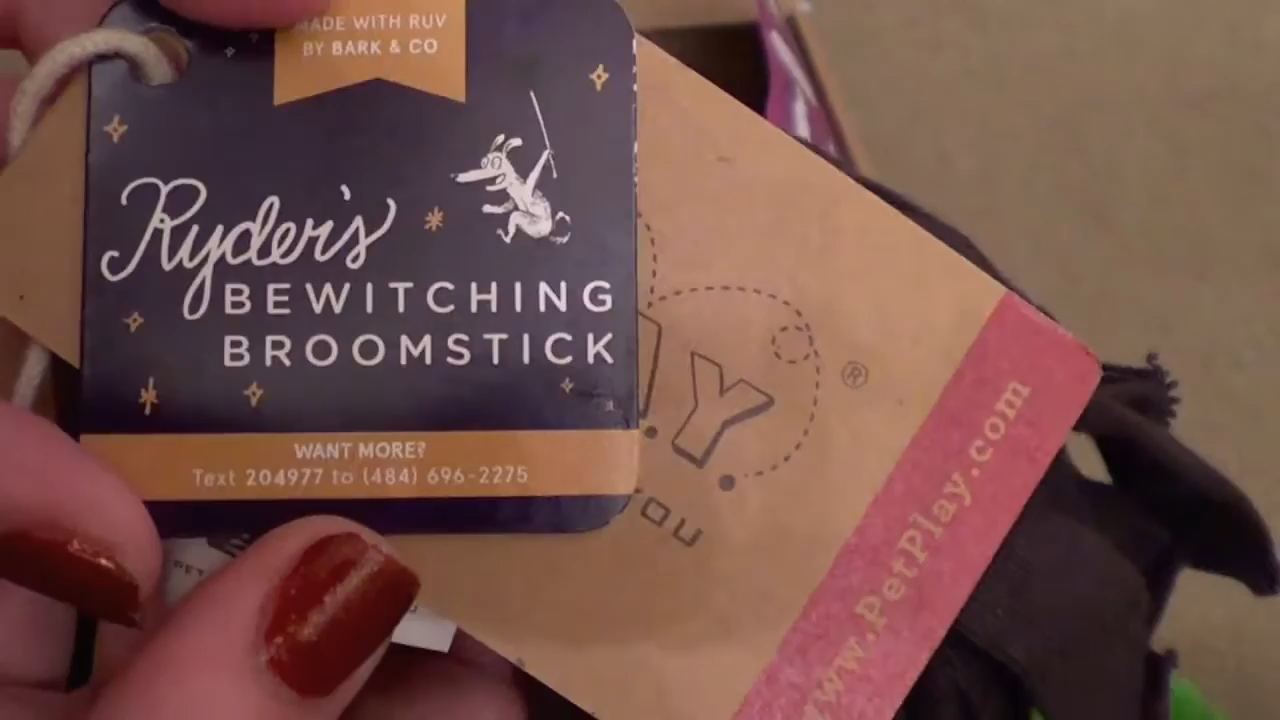 MADE WITH RUV
BY BARK & CO
Ryder's
BEWITCHING
BROOMSTICK
WANT MORE?
Text 204977 to (484) 696-2275
Y ®
www.PetPlay.com